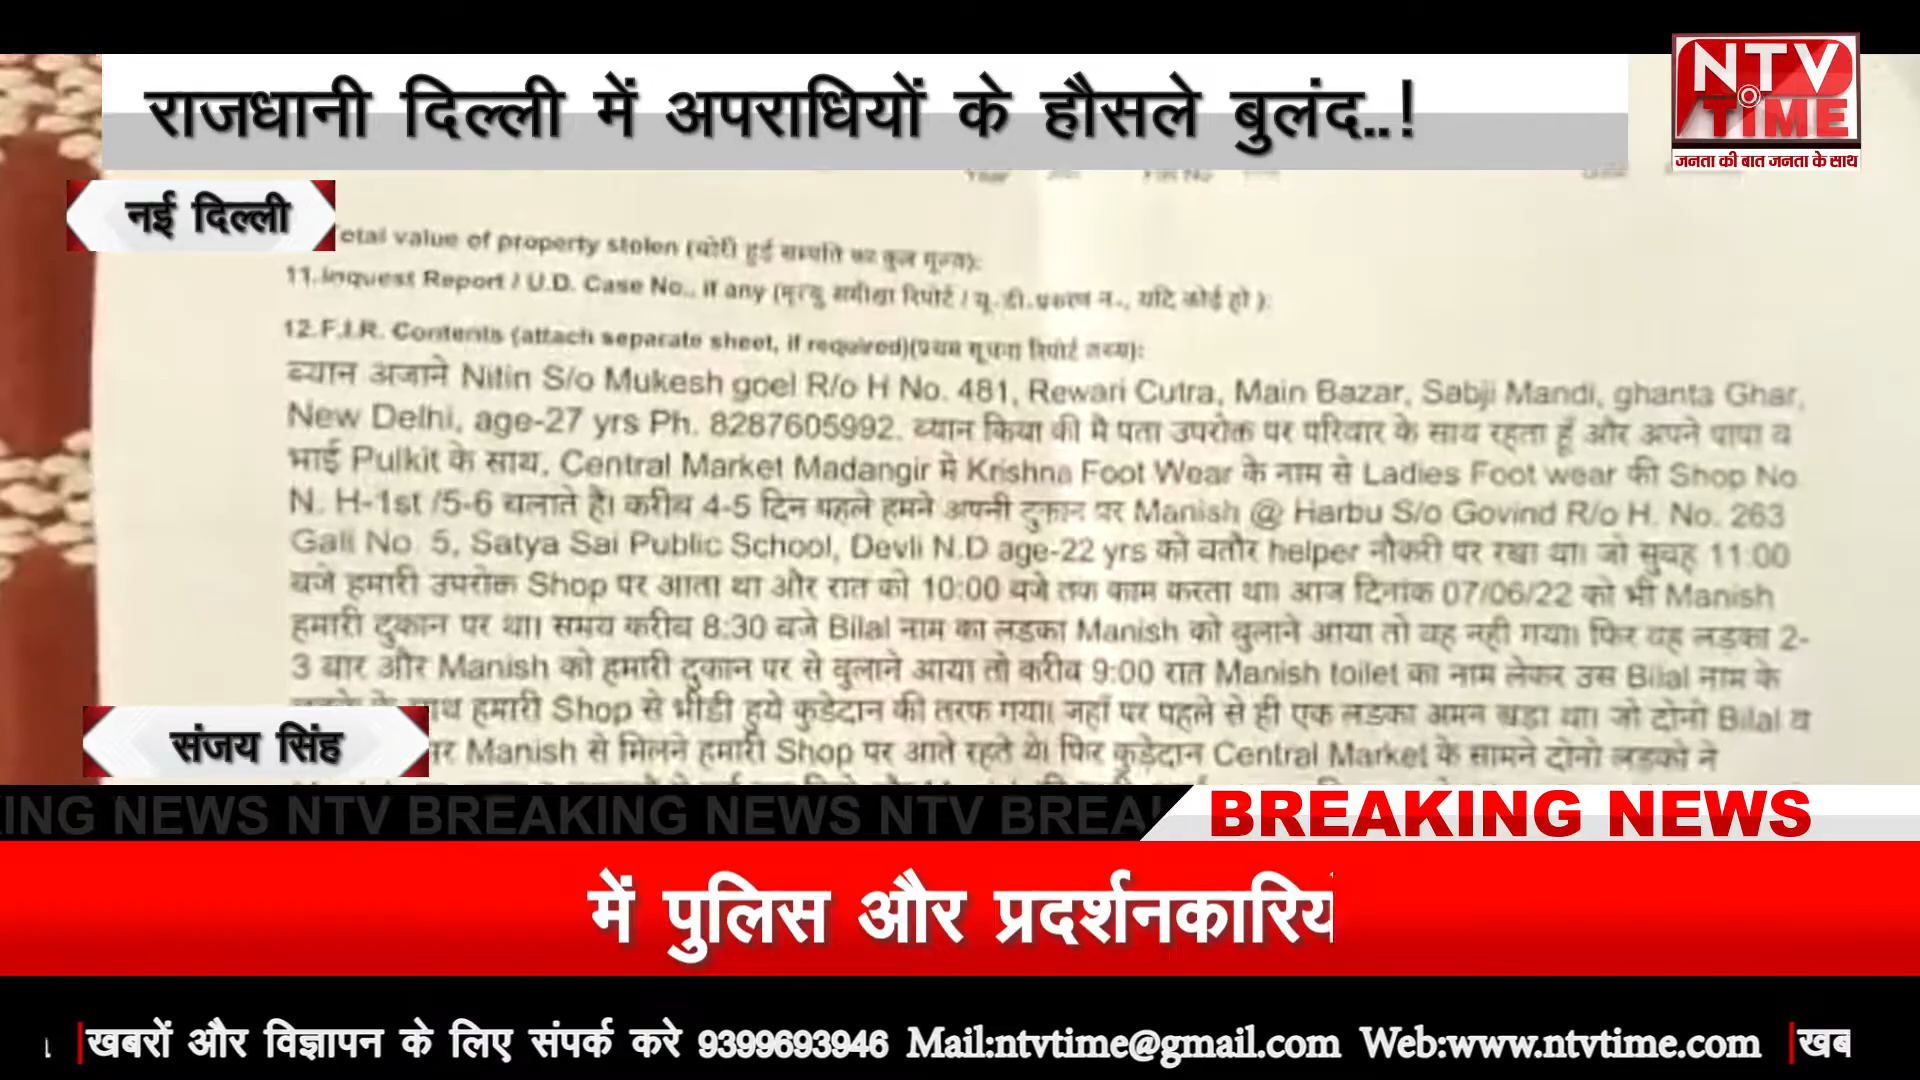 राजधानी दिल्ली में अपराधियों के हौसले बुलंद..!
NTV
TIME
जनता की बात जनता के साथ
नई दिल्ली
otal value of property stolen (चोरी हुई सम्पति का कुल मूल्य):
11.Inquest Report / U.D. Case No., if any (मृत्यु समीक्षा रिपोर्ट / यू.डी.प्रकरण न., यदि कोई हो ):
12.F.I.R. Contents (attach separate sheet, if required)(प्रथम सूचना रिपोर्ट तथ्य):
ब्यान अजाने Nitin S/o Mukesh goel R/o H No. 481, Rewari Cutra, Main Bazar, Sabji Mandi, ghanta Ghar,
New Delhi, age-27 yrs Ph. 8287605992. ब्यान किया की मै पता उपरोक्त पर परिवार के साथ रहता हूँ और अपने पापा व
भाई Pulkit के साथ, Central Market Madangir मे Krishna Foot Wear के नाम से Ladies Foot wear की Shop No
N. H-1st /5-6 चलाते है। करीब 4-5 दिन पहले हमने अपनी दुकान पर Manish @ Harbu S/o Govind R/o H. No. 263
Gali No. 5, Satya Sai Public School, Devli N.D age-22 yrs को बतौर helper नौकरी पर रखा था। जो सुबह 11:00
बजे हमारी उपरोक्त Shop पर आता था और रात को 10:00 बजे तक काम करता था। आज दिनांक 07/06/22 को भी Manish
हमारी दुकान पर था। समय करीब 8:30 बजे Bilal नाम का लडका Manish को बुलाने आया तो वह नही गया। फिर वह लडका 2-
3 बार और Manish को हमारी दुकान पर से बुलाने आया तो करीब 9:00 रात Manish toilet का नाम लेकर उस Bilal नाम के
हमारी Shop से भीडी हुये कुडेदान की तरफ गया। जहाँ पर पहले से ही एक लडका अमन खडा था। जो दोनो Bilal व
Manish से मिलने हमारी Shop पर आते रहते थे। फिर कुडेदान Central Market के सामने दोनो लडको ने
संजय सिंह
KING NEWS NTV BREAKING NEWS NTV BREA
BREAKING NEWS
में पुलिस और प्रदर्शनकारिय
खबरों और विज्ञापन के लिए संपर्क करे 9399693946 Mail:ntvtime@gmail.com Web:www.ntvtime.com खब